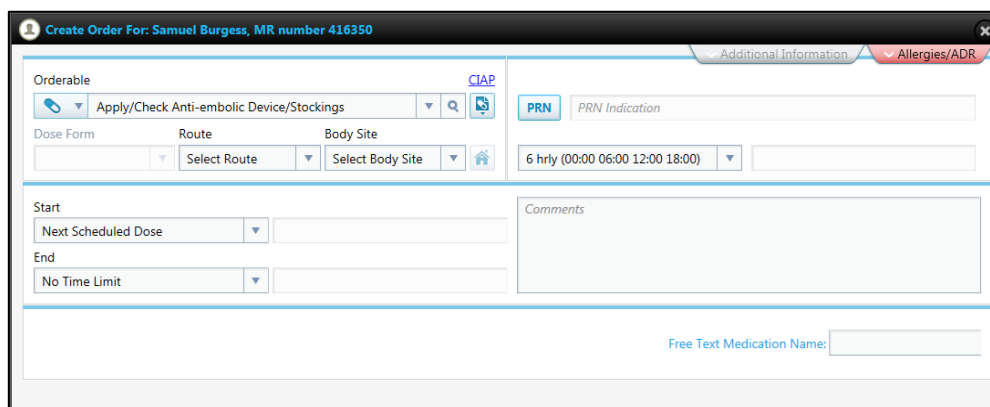 Create Order For: Samuel Burgess, MR number 416350
Additional Information
Allergies/ADR
Orderable
CIAP
Apply/Check Anti-embolic Device/Stockings
PRN
PRN Indication
Dose Form
Route
Body Site
Select Route
Select Body Site
6 hrly (00:00 06:00 12:00 18:00)
Start
Next Scheduled Dose
Comments
End
No Time Limit
Free Text Medication Name: